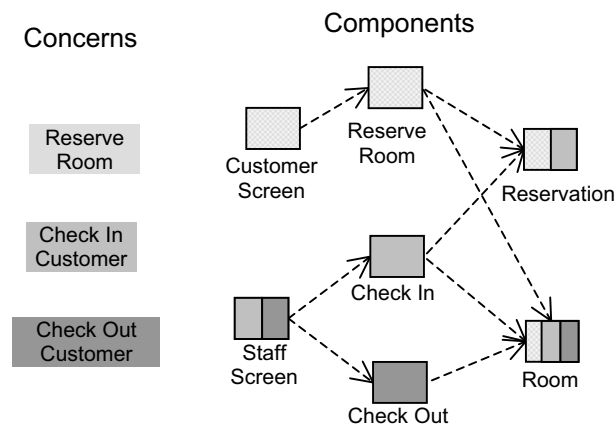 Concerns
Components
Reserve
Room
Check In
Customer
Check Out
Customer
Customer
Screen
Reserve
Room
Reservation
Check In
Staff
Screen
Check Out
Room